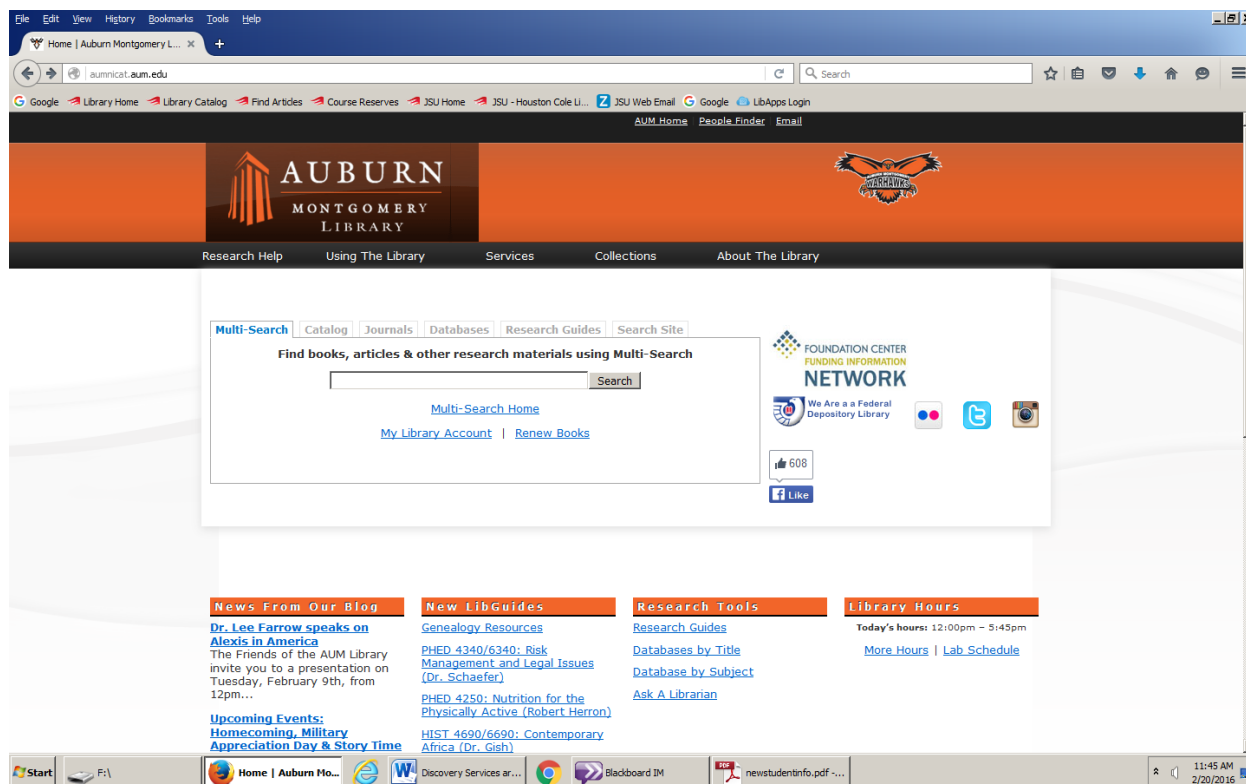 File Edit View History Bookmarks Tools Help
Home | Auburn Montgomery L...
aumnicat.aum.edu
Search
Google Library Home Library Catalog Find Articles Course Reserves JSU Home JSU - Houston Cole Li... JSU Web Email Google LibApps Login
AUM Home People Finder Email
AUBURN
MONTGOMERY
LIBRARY
WARHAWKS
Research Help Using The Library Services Collections About The Library
Multi-Search Catalog Journals Databases Research Guides Search Site
Find books, articles & other research materials using Multi-Search
Search
Multi-Search Home
My Library Account | Renew Books
FOUNDATION CENTER
FUNDING INFORMATION
NETWORK
We Are a a Federal
Depository Library
608
Like
News From Our Blog
Dr. Lee Farrow speaks on
Alexis in America
The Friends of the AUM Library
invite you to a presentation on
Tuesday, February 9th, from
12pm...
Upcoming Events:
Homecoming, Military
Appreciation Day & Story Time
New LibGuides
Genealogy Resources
PHED 4340/6340: Risk
Management and Legal Issues
(Dr. Schaefer)
PHED 4250: Nutrition for the
Physically Active (Robert Herron)
HIST 4690/6690: Contemporary
Africa (Dr. Gish)
Research Tools
Research Guides
Databases by Title
Database by Subject
Ask A Librarian
Library Hours
Today's hours: 12:00pm – 5:45pm
More Hours | Lab Schedule
Start F:\ Home | Auburn Mo... Discovery Services ar... Blackboard IM newstudentinfo.pdf -...
11:45 AM
2/20/2016